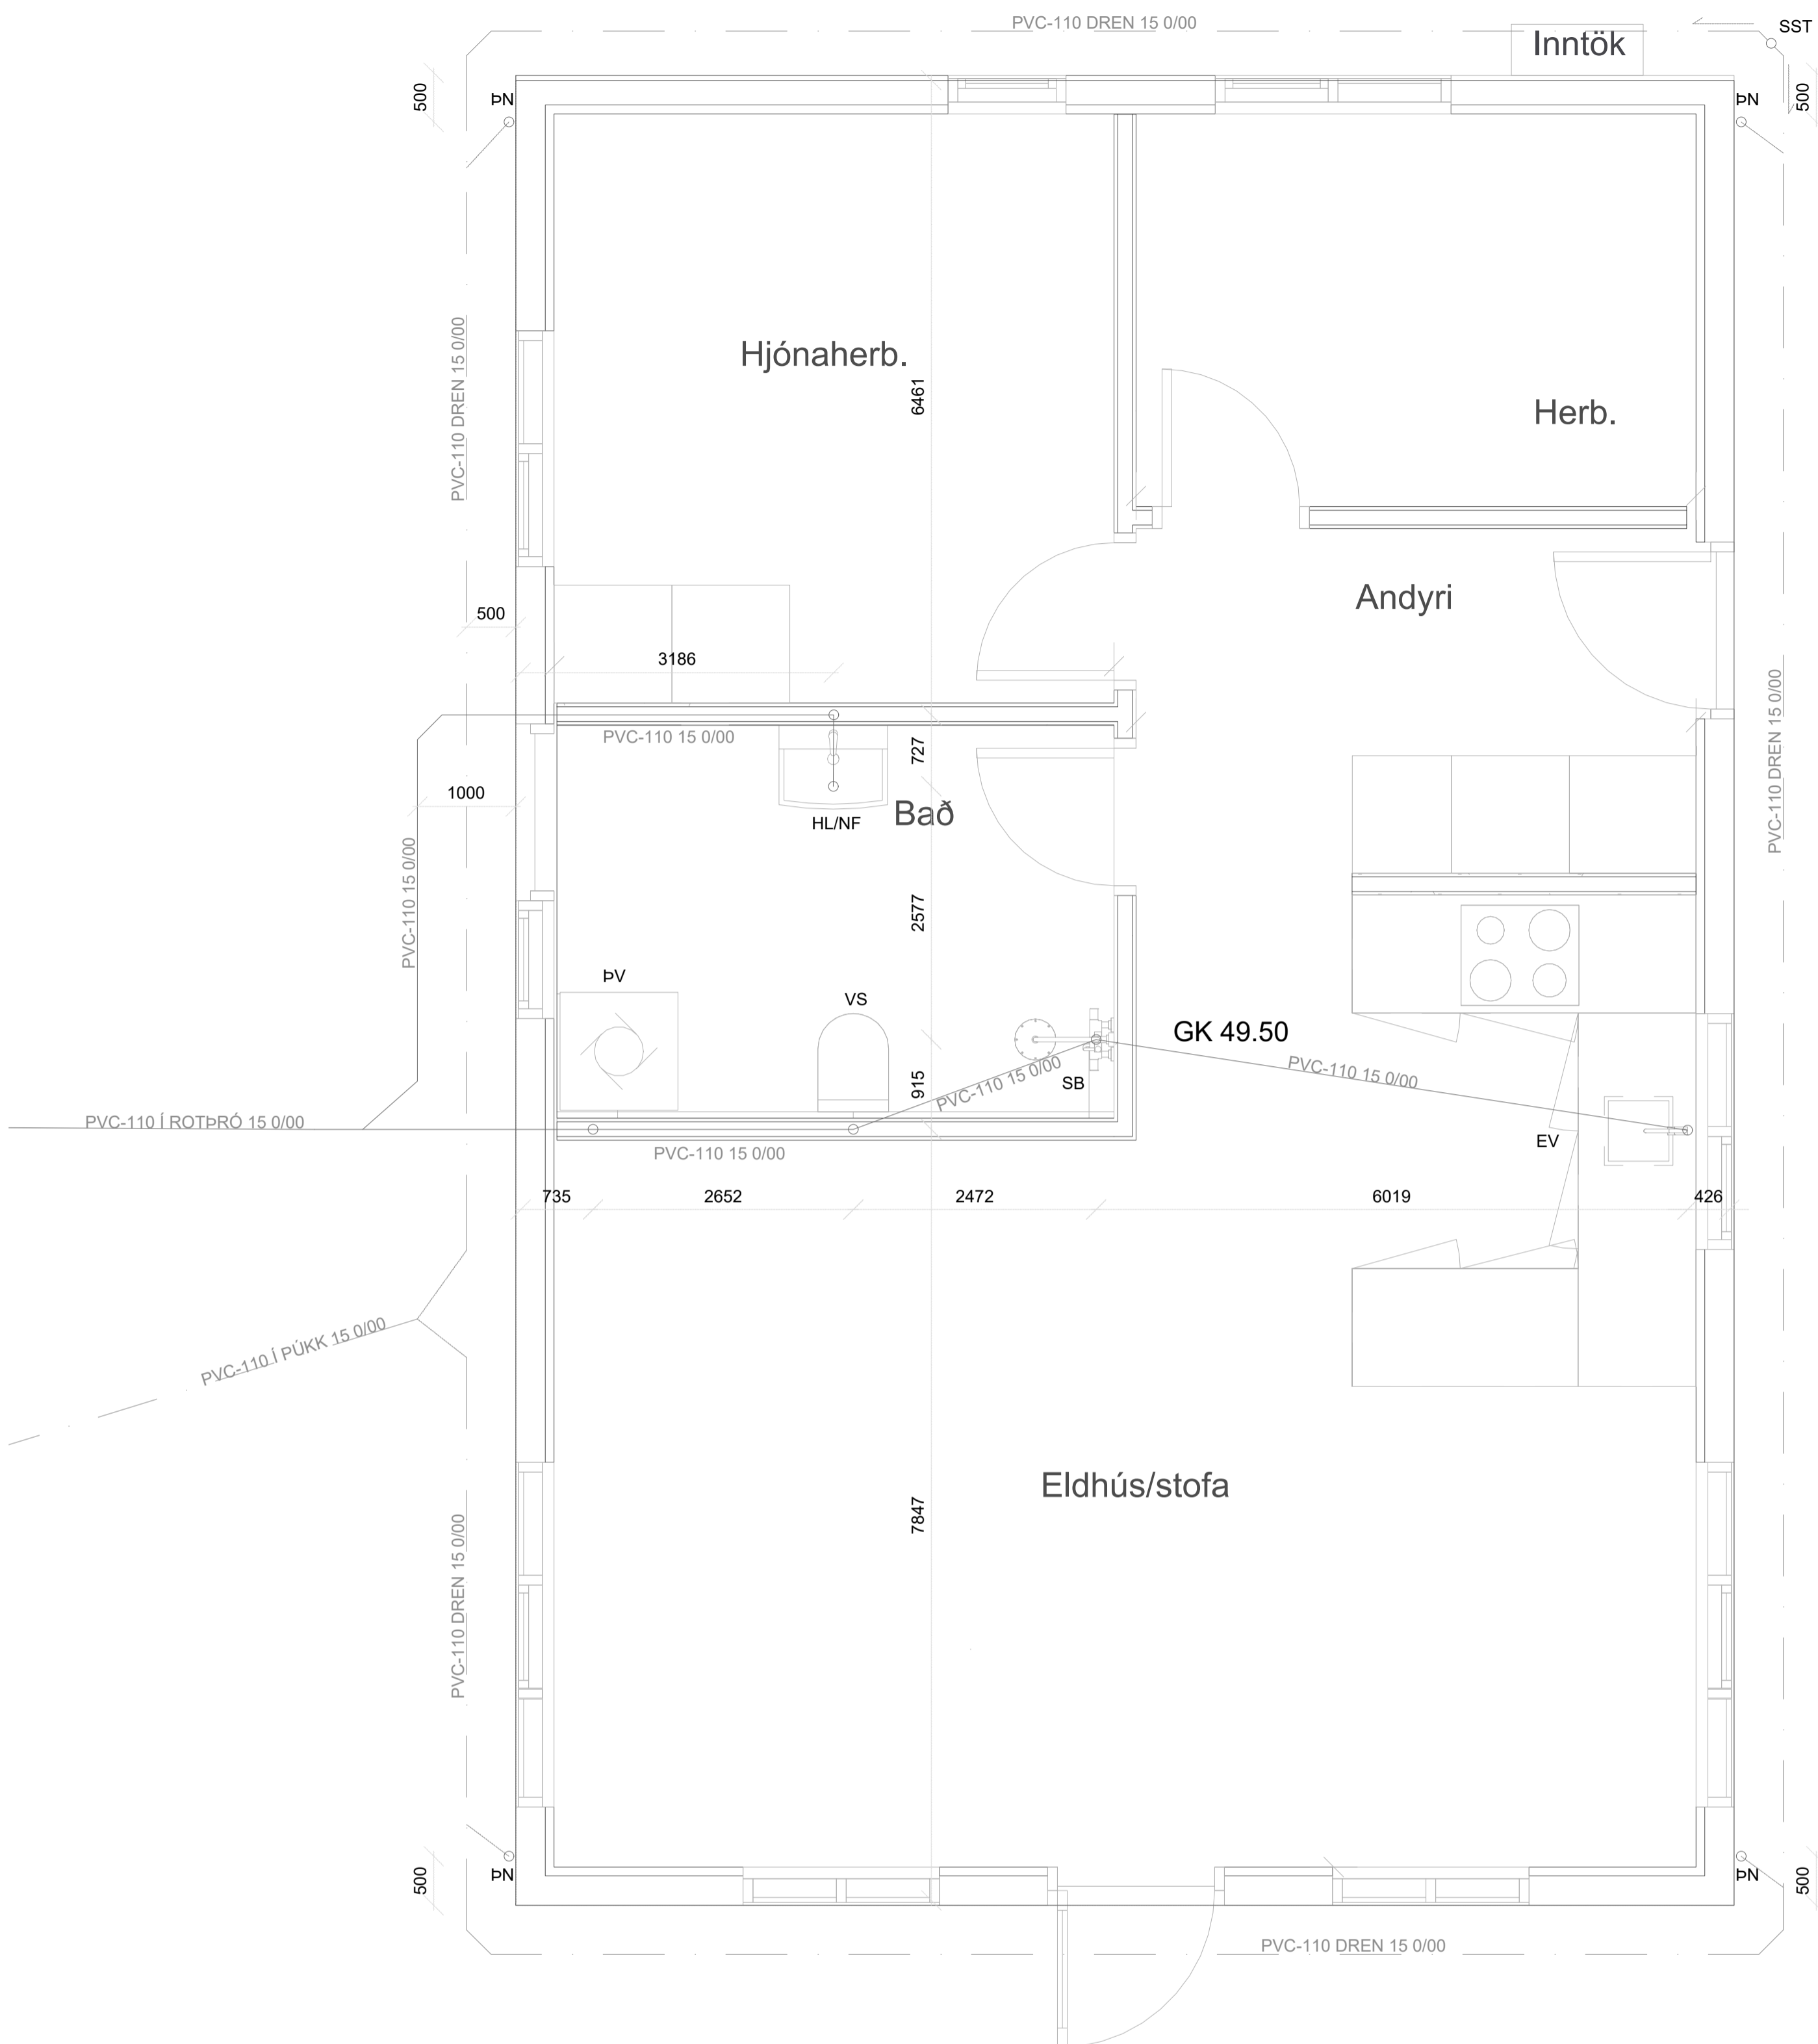 PVC-110 DREN 15 0/00
SST
Inntök
500
ÞN
ÞN
500
PVC-110 DREN 15 0/00
Hjónaherb.
6461
Herb.
Andyri
500
3186
PVC-110 15 0/00
727
PVC-110 DREN 15 0/00
1000
HL/NF
Bað
PVC-110 15 0/00
2577
ÞV
VS
GK 49.50
915
SB
PVC-110 15 0/00
PVC-110 15 0/00
PVC-110 Í ROTÞRÓ 15 0/00
EV
PVC-110 15 0/00
735
2652
2472
6019
426
PVC-110 Í PÚKK 15 0/00
Eldhús/stofa
7847
PVC-110 DREN 15 0/00
500
ÞN
ÞN
500
PVC-110 DREN 15 0/00